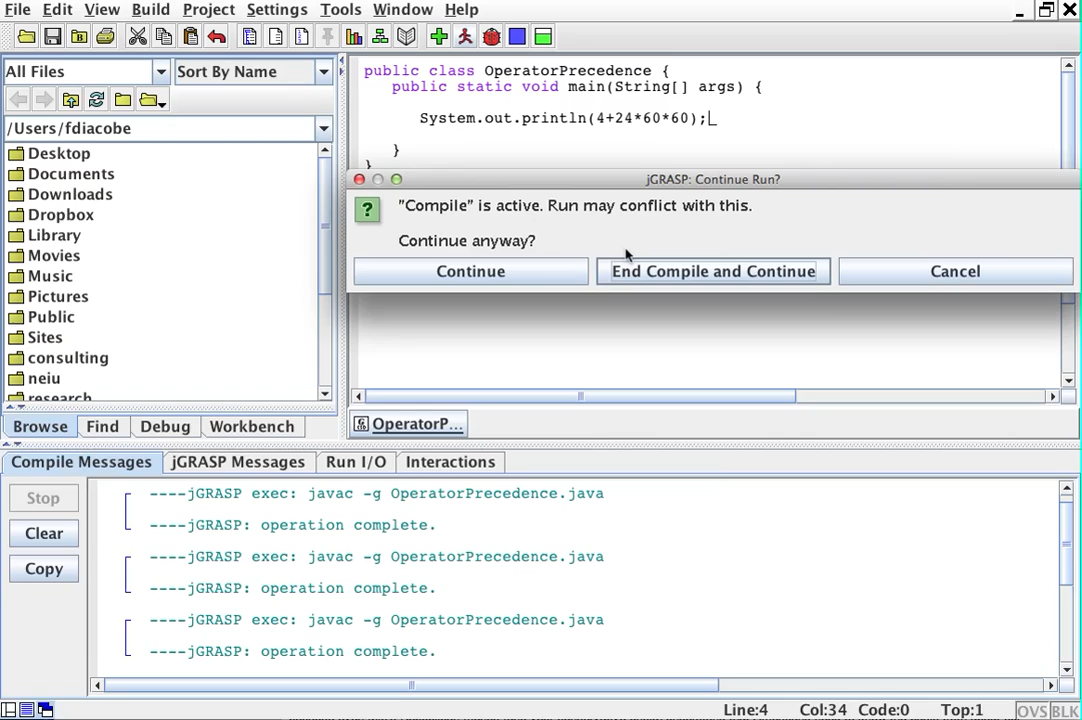 File Edit View Build Project Settings Tools Window Help
All Files Sort By Name
/Users/fdiacobe
Desktop
Documents
Downloads
Dropbox
Library
Movies
Music
Pictures
Public
Sites
consulting
neiu
research
Browse Find Debug Workbench
public class OperatorPrecedence {
public static void main(String[] args) {
System.out.println(4+24*60*60);
}
}
jGRASP: Continue Run?
? "Compile" is active. Run may conflict with this.
Continue anyway?
Continue End Compile and Continue Cancel
OperatorP...
Compile Messages jGRASP Messages Run I/O Interactions
Stop
Clear
Copy
----jGRASP exec: javac -g OperatorPrecedence.java
----jGRASP: operation complete.
----jGRASP exec: javac -g OperatorPrecedence.java
----jGRASP: operation complete.
----jGRASP exec: javac -g OperatorPrecedence.java
----jGRASP: operation complete.
Line:4 Col:34 Code:0 Top:1 OVS BLK